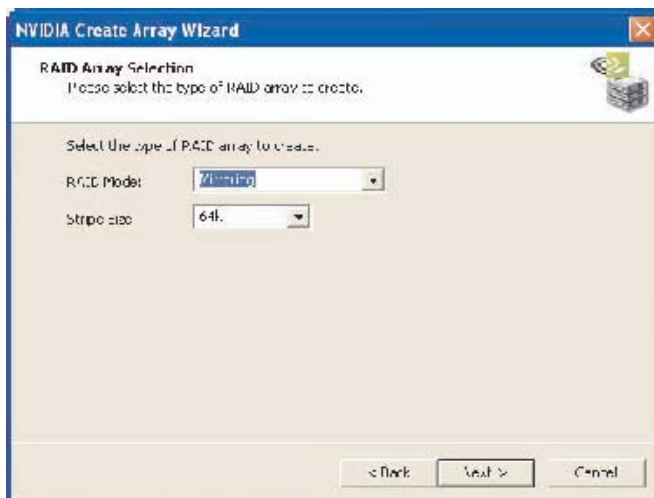 NVIDIA Create Array Wizard
RAID Array Selection
Please select the type of RAID array to create.
Select the type of RAID array to create.
RAID Mode:
Mirroring
Stripe Size
64k
< Back
Next >
Cancel